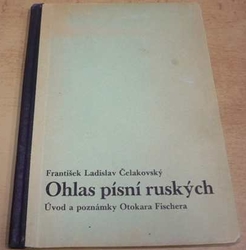 František Ladislav Čelakovský
Ohlas písní ruských
Úvod a poznámky Otokara Fischera